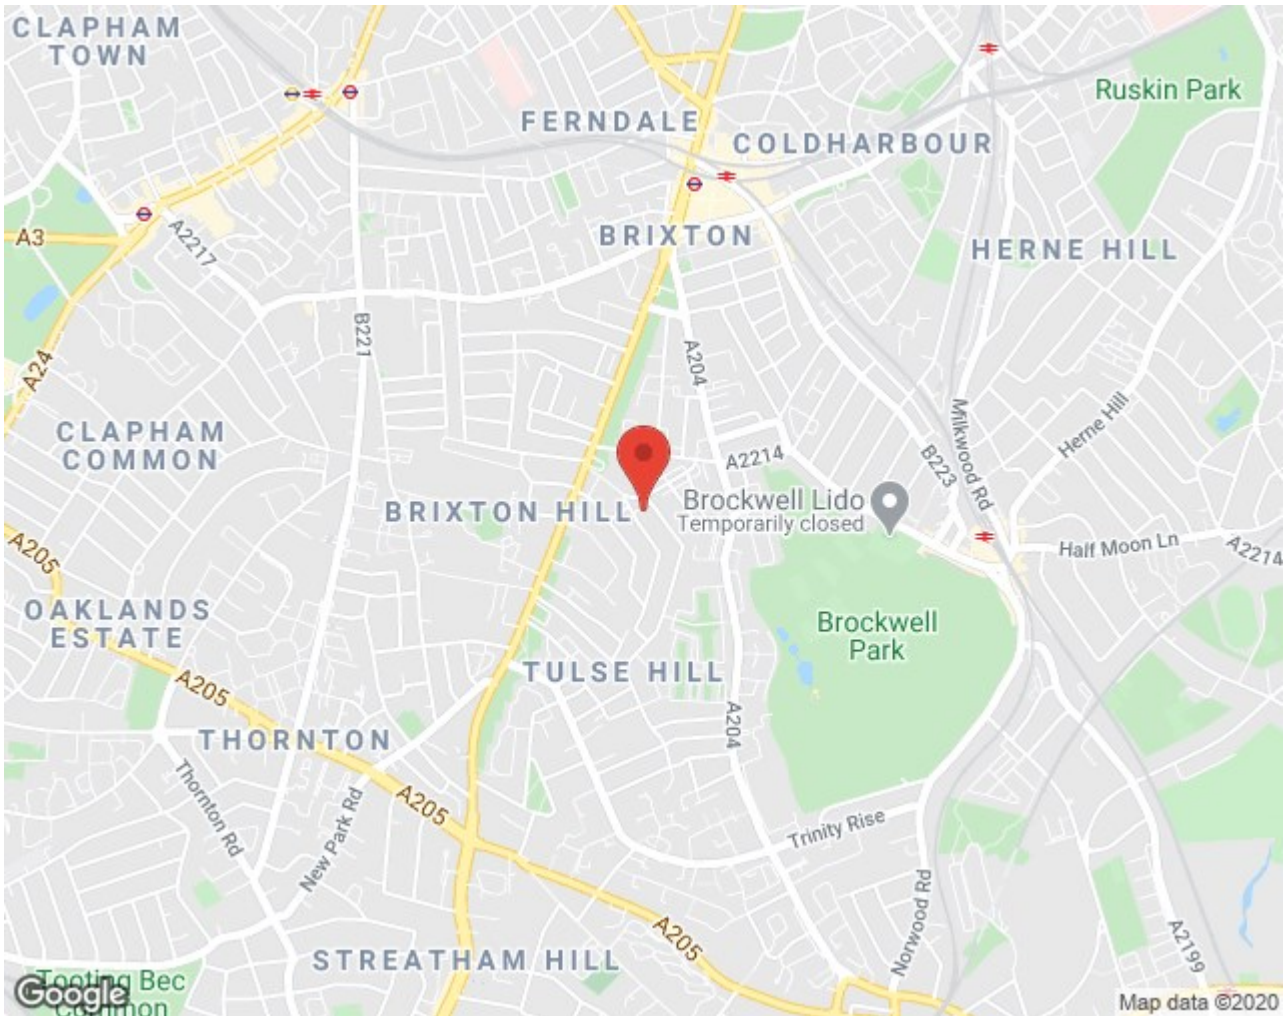 CLAPHAM
TOWN
Ruskin Park
FERNDALE
COLDHARBOUR
A3
A2217
BRIXTON
HERNE HILL
B221
A204
A24
CLAPHAM
COMMON
Milkwood Rd
Herne Hill
A2214
B223
BRIXTON HILL
Brockwell Lido
Temporarily closed
A205
Half Moon Ln
A2214
OAKLANDS
ESTATE
Brockwell
Park
TULSE HILL
A205
A204
THORNTON
Thornton Rd
New Park Rd
A205
Trinity Rise
Norwood Rd
A205
A2199
STREATHAM HILL
Tooting Bec
Common
Google
Map data ©2020